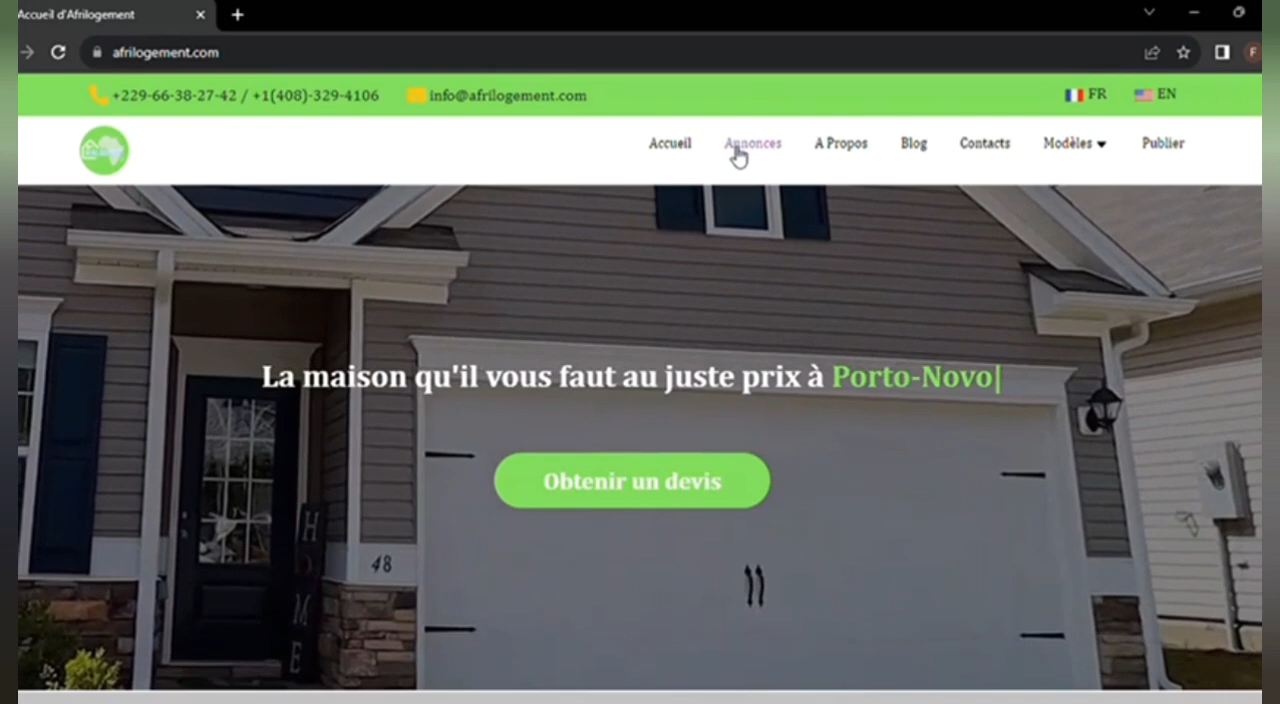 Accueil d'Afrilogement
afrilogement.com
F
+229-66-38-27-42 / +1(408)-329-4106 info@afrilogement.com FR EN
Accueil Annonces A Propos Blog Contacts Modèles Publier
La maison qu'il vous faut au juste prix à Porto-Novo|
Obtenir un devis
48
HOME